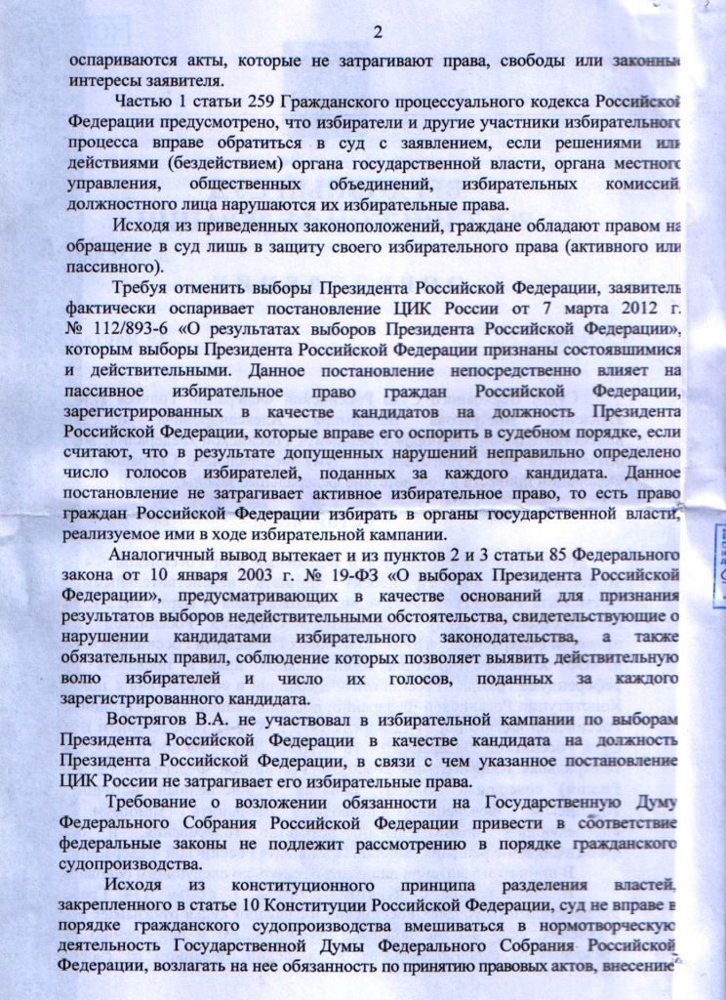 2
оспариваются акты, которые не затрагивают права, свободы или законные
интересы заявителя.
Частью 1 статьи 259 Гражданского процессуального кодекса Российской
Федерации предусмотрено, что избиратели и другие участники избирательного
процесса вправе обратиться в суд с заявлением, если решениями или
действиями (бездействием) органа государственной власти, органа местного
управления, общественных объединений, избирательных комиссий
должностного лица нарушаются их избирательные права.
Исходя из приведенных законоположений, граждане обладают правом на
обращение в суд лишь в защиту своего избирательного права (активного или
пассивного).
Требуя отменить выборы Президента Российской Федерации, заявитель
фактически оспаривает постановление ЦИК России от 7 марта 2012 г.
№ 112/893-6 «О результатах выборов Президента Российской Федерации»,
которым выборы Президента Российской Федерации признаны состоявшимися
и действительными. Данное постановление непосредственно влияет на
пассивное избирательное право граждан Российской Федерации,
зарегистрированных в качестве кандидатов на должность Президента
Российской Федерации, которые вправе его оспорить в судебном порядке, если
считают, что в результате допущенных нарушений неправильно определено
число голосов избирателей, поданных за каждого кандидата. Данное
постановление не затрагивает активное избирательное право, то есть право
граждан Российской Федерации избирать в органы государственной власти,
реализуемое ими в ходе избирательной кампании.
Аналогичный вывод вытекает и из пунктов 2 и 3 статьи 85 Федерального
закона от 10 января 2003 г. № 19-ФЗ «О выборах Президента Российской
Федерации», предусматривающих в качестве оснований для признания
результатов выборов недействительными обстоятельства, свидетельствующие о
нарушении кандидатами избирательного законодательства, а также
обязательных правил, соблюдение которых позволяет выявить действительную
волю избирателей и число их голосов, поданных за каждого
зарегистрированного кандидата.
Вострягов В.А. не участвовал в избирательной кампании по выборам
Президента Российской Федерации в качестве кандидата на должность
Президента Российской Федерации, в связи с чем указанное постановление
ЦИК России не затрагивает его избирательные права.
Требование о возложении обязанности на Государственную Думу
Федерального Собрания Российской Федерации привести в соответствие
федеральные законы не подлежит рассмотрению в порядке гражданского
судопроизводства.
Исходя из конституционного принципа разделения властей,
закрепленного в статье 10 Конституции Российской Федерации, суд не вправе в
порядке гражданского судопроизводства вмешиваться в нормотворческую
деятельность Государственной Думы Федерального Собрания Российской
Федерации, возлагать на нее обязанность по принятию правовых актов, внесению